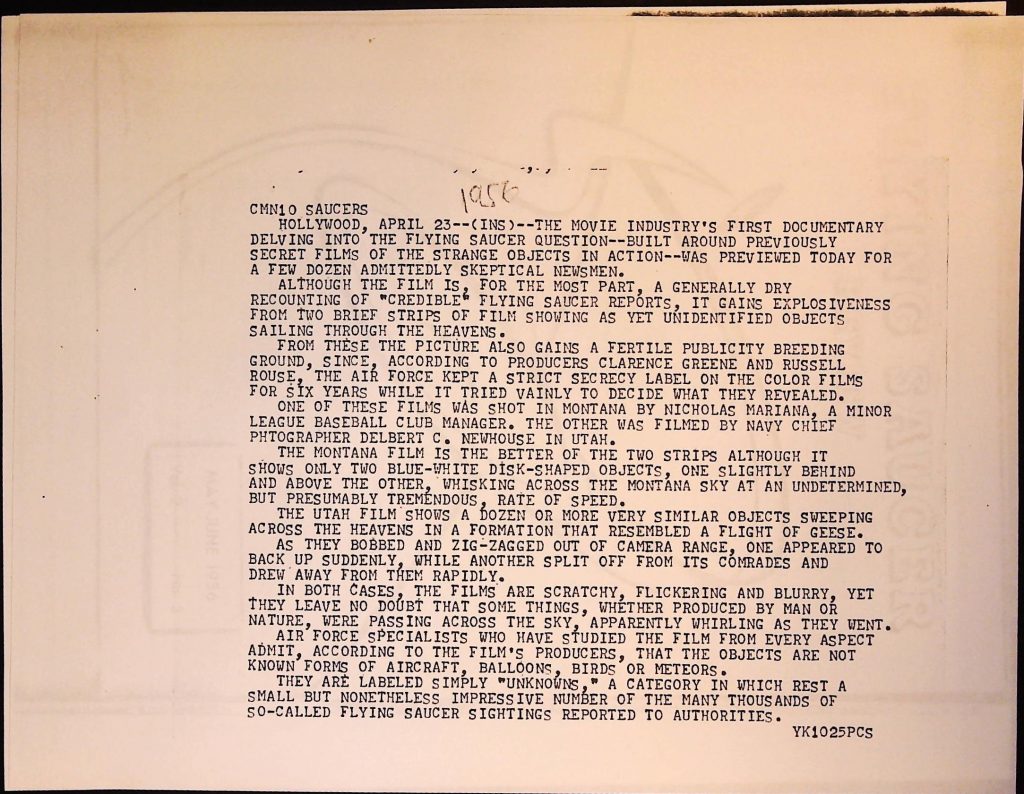 1956
CMN10 SAUCERS
HOLLYWOOD, APRIL 23--(INS)--THE MOVIE INDUSTRY'S FIRST DOCUMENTARY
DELVING INTO THE FLYING SAUCER QUESTION--BUILT AROUND PREVIOUSLY
SECRET FILMS OF THE STRANGE OBJECTS IN ACTION--WAS PREVIEWED TODAY FOR
A FEW DOZEN ADMITTEDLY SKEPTICAL NEWSMEN.
ALTHOUGH THE FILM IS, FOR THE MOST PART, A GENERALLY DRY
RECOUNTING OF "CREDIBLE" FLYING SAUCER REPORTS, IT GAINS EXPLOSIVENESS
FROM TWO BRIEF STRIPS OF FILM SHOWING AS YET UNIDENTIFIED OBJECTS
SAILING THROUGH THE HEAVENS.
FROM THESE THE PICTURE ALSO GAINS A FERTILE PUBLICITY BREEDING
GROUND, SINCE, ACCORDING TO PRODUCERS CLARENCE GREENE AND RUSSELL
ROUSE, THE AIR FORCE KEPT A STRICT SECRECY LABEL ON THE COLOR FILMS
FOR SIX YEARS WHILE IT TRIED VAINLY TO DECIDE WHAT THEY REVEALED.
ONE OF THESE FILMS WAS SHOT IN MONTANA BY NICHOLAS MARIANA, A MINOR
LEAGUE BASEBALL CLUB MANAGER. THE OTHER WAS FILMED BY NAVY CHIEF
PHTOGRAPHER DELBERT C. NEWHOUSE IN UTAH.
THE MONTANA FILM IS THE BETTER OF THE TWO STRIPS ALTHOUGH IT
SHOWS ONLY TWO BLUE-WHITE DISK-SHAPED OBJECTS, ONE SLIGHTLY BEHIND
AND ABOVE THE OTHER, WHISKING ACROSS THE MONTANA SKY AT AN UNDETERMINED,
BUT PRESUMABLY TREMENDOUS, RATE OF SPEED.
THE UTAH FILM SHOWS A DOZEN OR MORE VERY SIMILAR OBJECTS SWEEPING
ACROSS THE HEAVENS IN A FORMATION THAT RESEMBLED A FLIGHT OF GEESE.
AS THEY BOBBED AND ZIG-ZAGGED OUT OF CAMERA RANGE, ONE APPEARED TO
BACK UP SUDDENLY, WHILE ANOTHER SPLIT OFF FROM ITS COMRADES AND
DREW AWAY FROM THEM RAPIDLY.
IN BOTH CASES, THE FILMS ARE SCRATCHY, FLICKERING AND BLURRY, YET
THEY LEAVE NO DOUBT THAT SOME THINGS, WHETHER PRODUCED BY MAN OR
NATURE, WERE PASSING ACROSS THE SKY, APPARENTLY WHIRLING AS THEY WENT.
AIR FORCE SPECIALISTS WHO HAVE STUDIED THE FILM FROM EVERY ASPECT
ADMIT, ACCORDING TO THE FILM'S PRODUCERS, THAT THE OBJECTS ARE NOT
KNOWN FORMS OF AIRCRAFT, BALLOONS, BIRDS OR METEORS.
THEY ARE LABELED SIMPLY "UNKNOWNS," A CATEGORY IN WHICH REST A
SMALL BUT NONETHELESS IMPRESSIVE NUMBER OF THE MANY THOUSANDS OF
SO-CALLED FLYING SAUCER SIGHTINGS REPORTED TO AUTHORITIES.
YK1025PCS